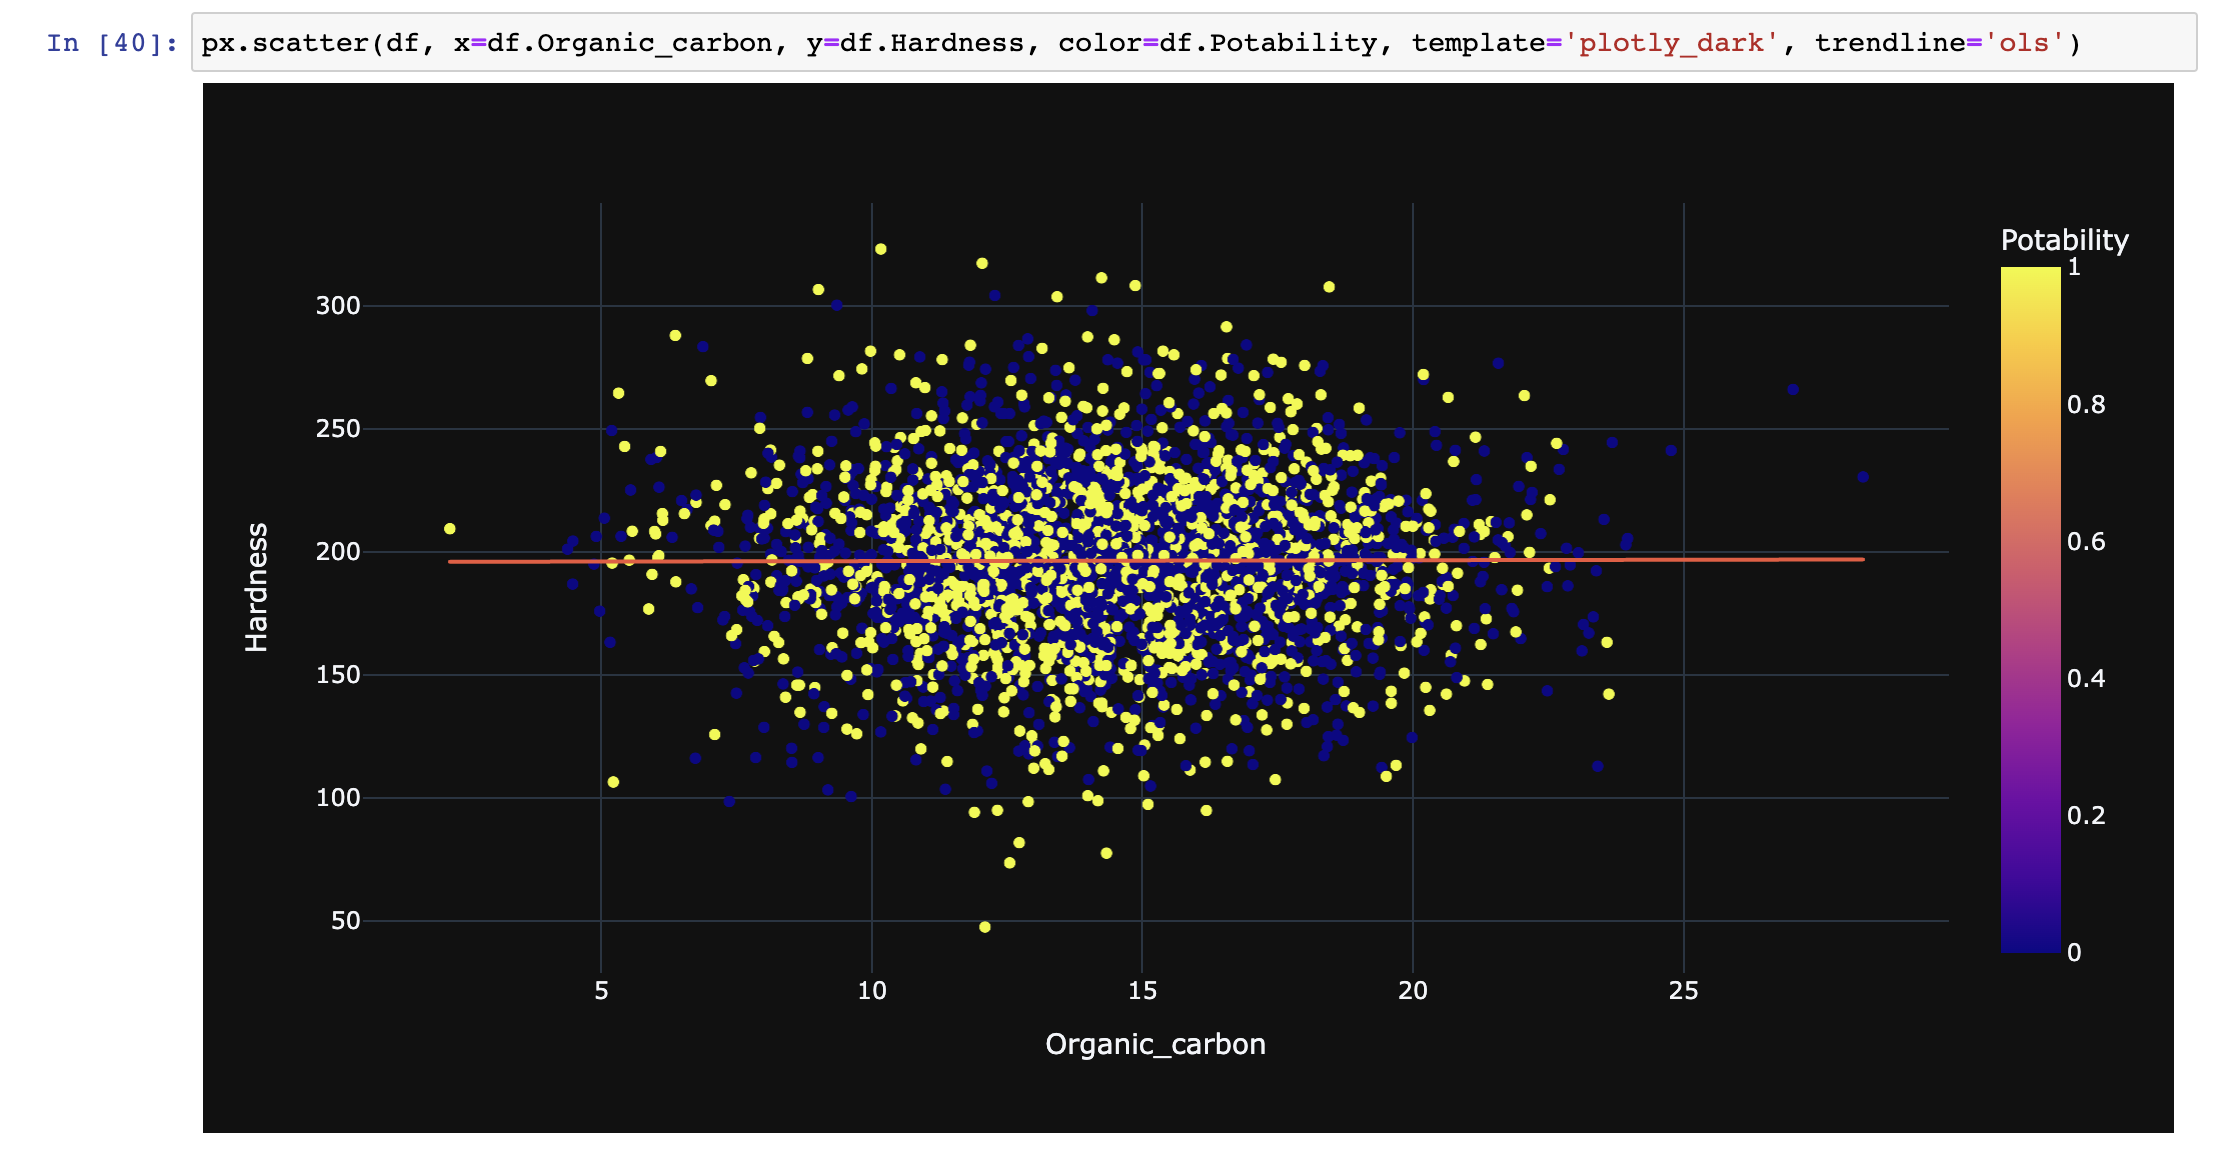 In [40]: px.scatter(df, x=df.Organic_carbon, y=df.Hardness, color=df.Potability, template='plotly_dark', trendline='ols')
Potability
1
0.8
0.6
0.4
0.2
0
Hardness
300
250
200
150
100
50
5 10 15 20 25
Organic_carbon